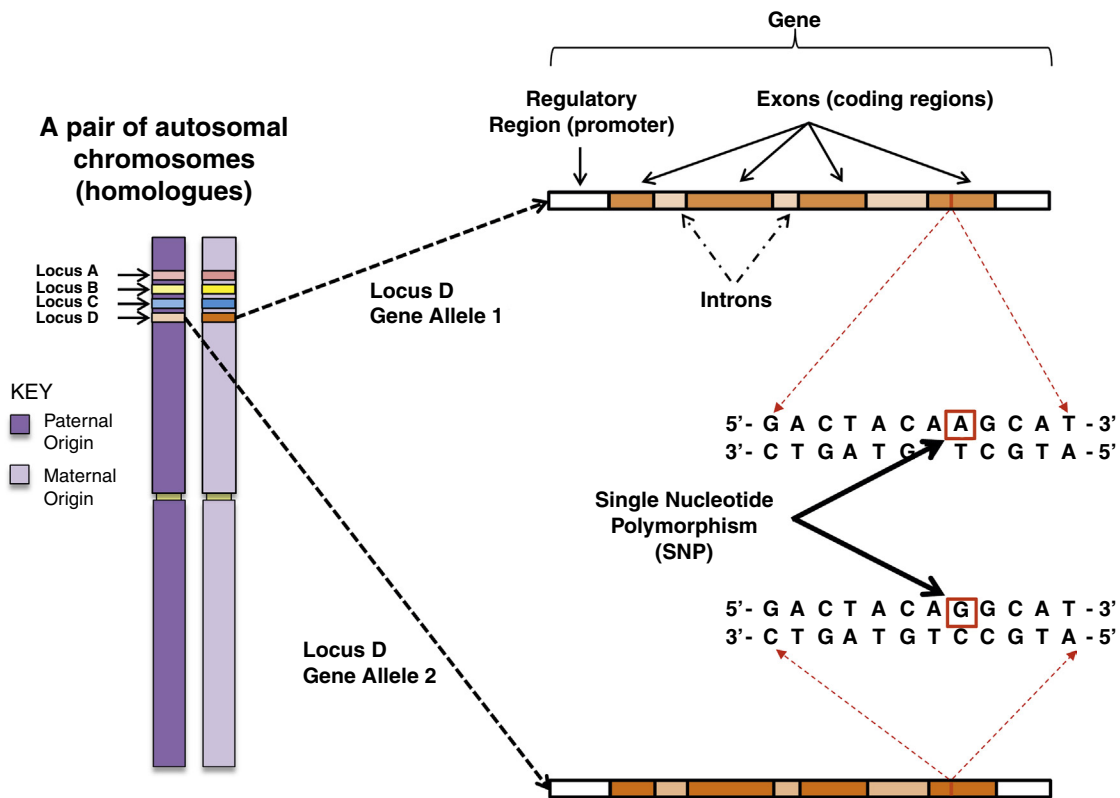 Gene
Regulatory
Region (promoter)
Exons (coding regions)
A pair of autosomal
chromosomes
(homologues)
Locus A
Locus B
Locus C
Locus D
Locus D
Gene Allele 1
Introns
KEY
Paternal
Origin
Maternal
Origin
5’- G A C T A C A A G C A T -3’
3’- C T G A T G T C G T A -5’
Single Nucleotide
Polymorphism
(SNP)
5’- G A C T A C A G G C A T -3’
3’- C T G A T G T C C G T A -5’
Locus D
Gene Allele 2